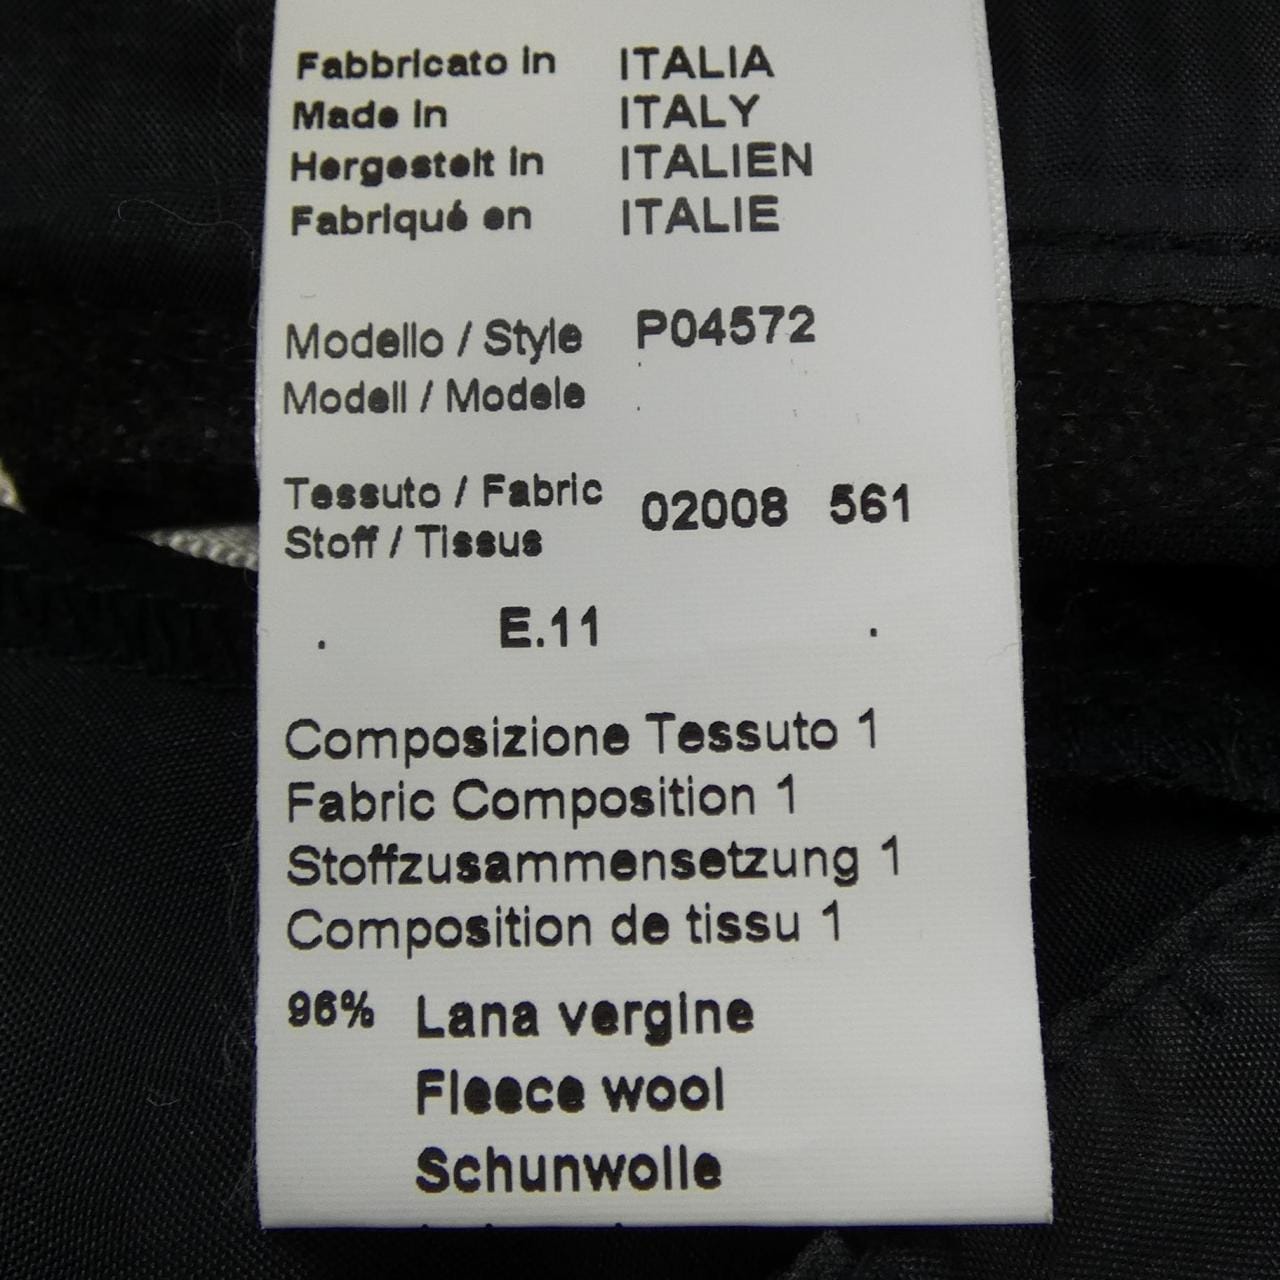 Fabbricato in ITALIA
Made in ITALY
Hergestelt in ITALIEN
Fabriqué en ITALIE
Modello / Style P04572
Modell / Modele
Tessuto / Fabric 02008 561
Stoff / Tissus
E.11
Composizione Tessuto 1
Fabric Composition 1
Stoffzusammensetzung 1
Composition de tissu 1
96% Lana vergine
Fleece wool
Schunwolle